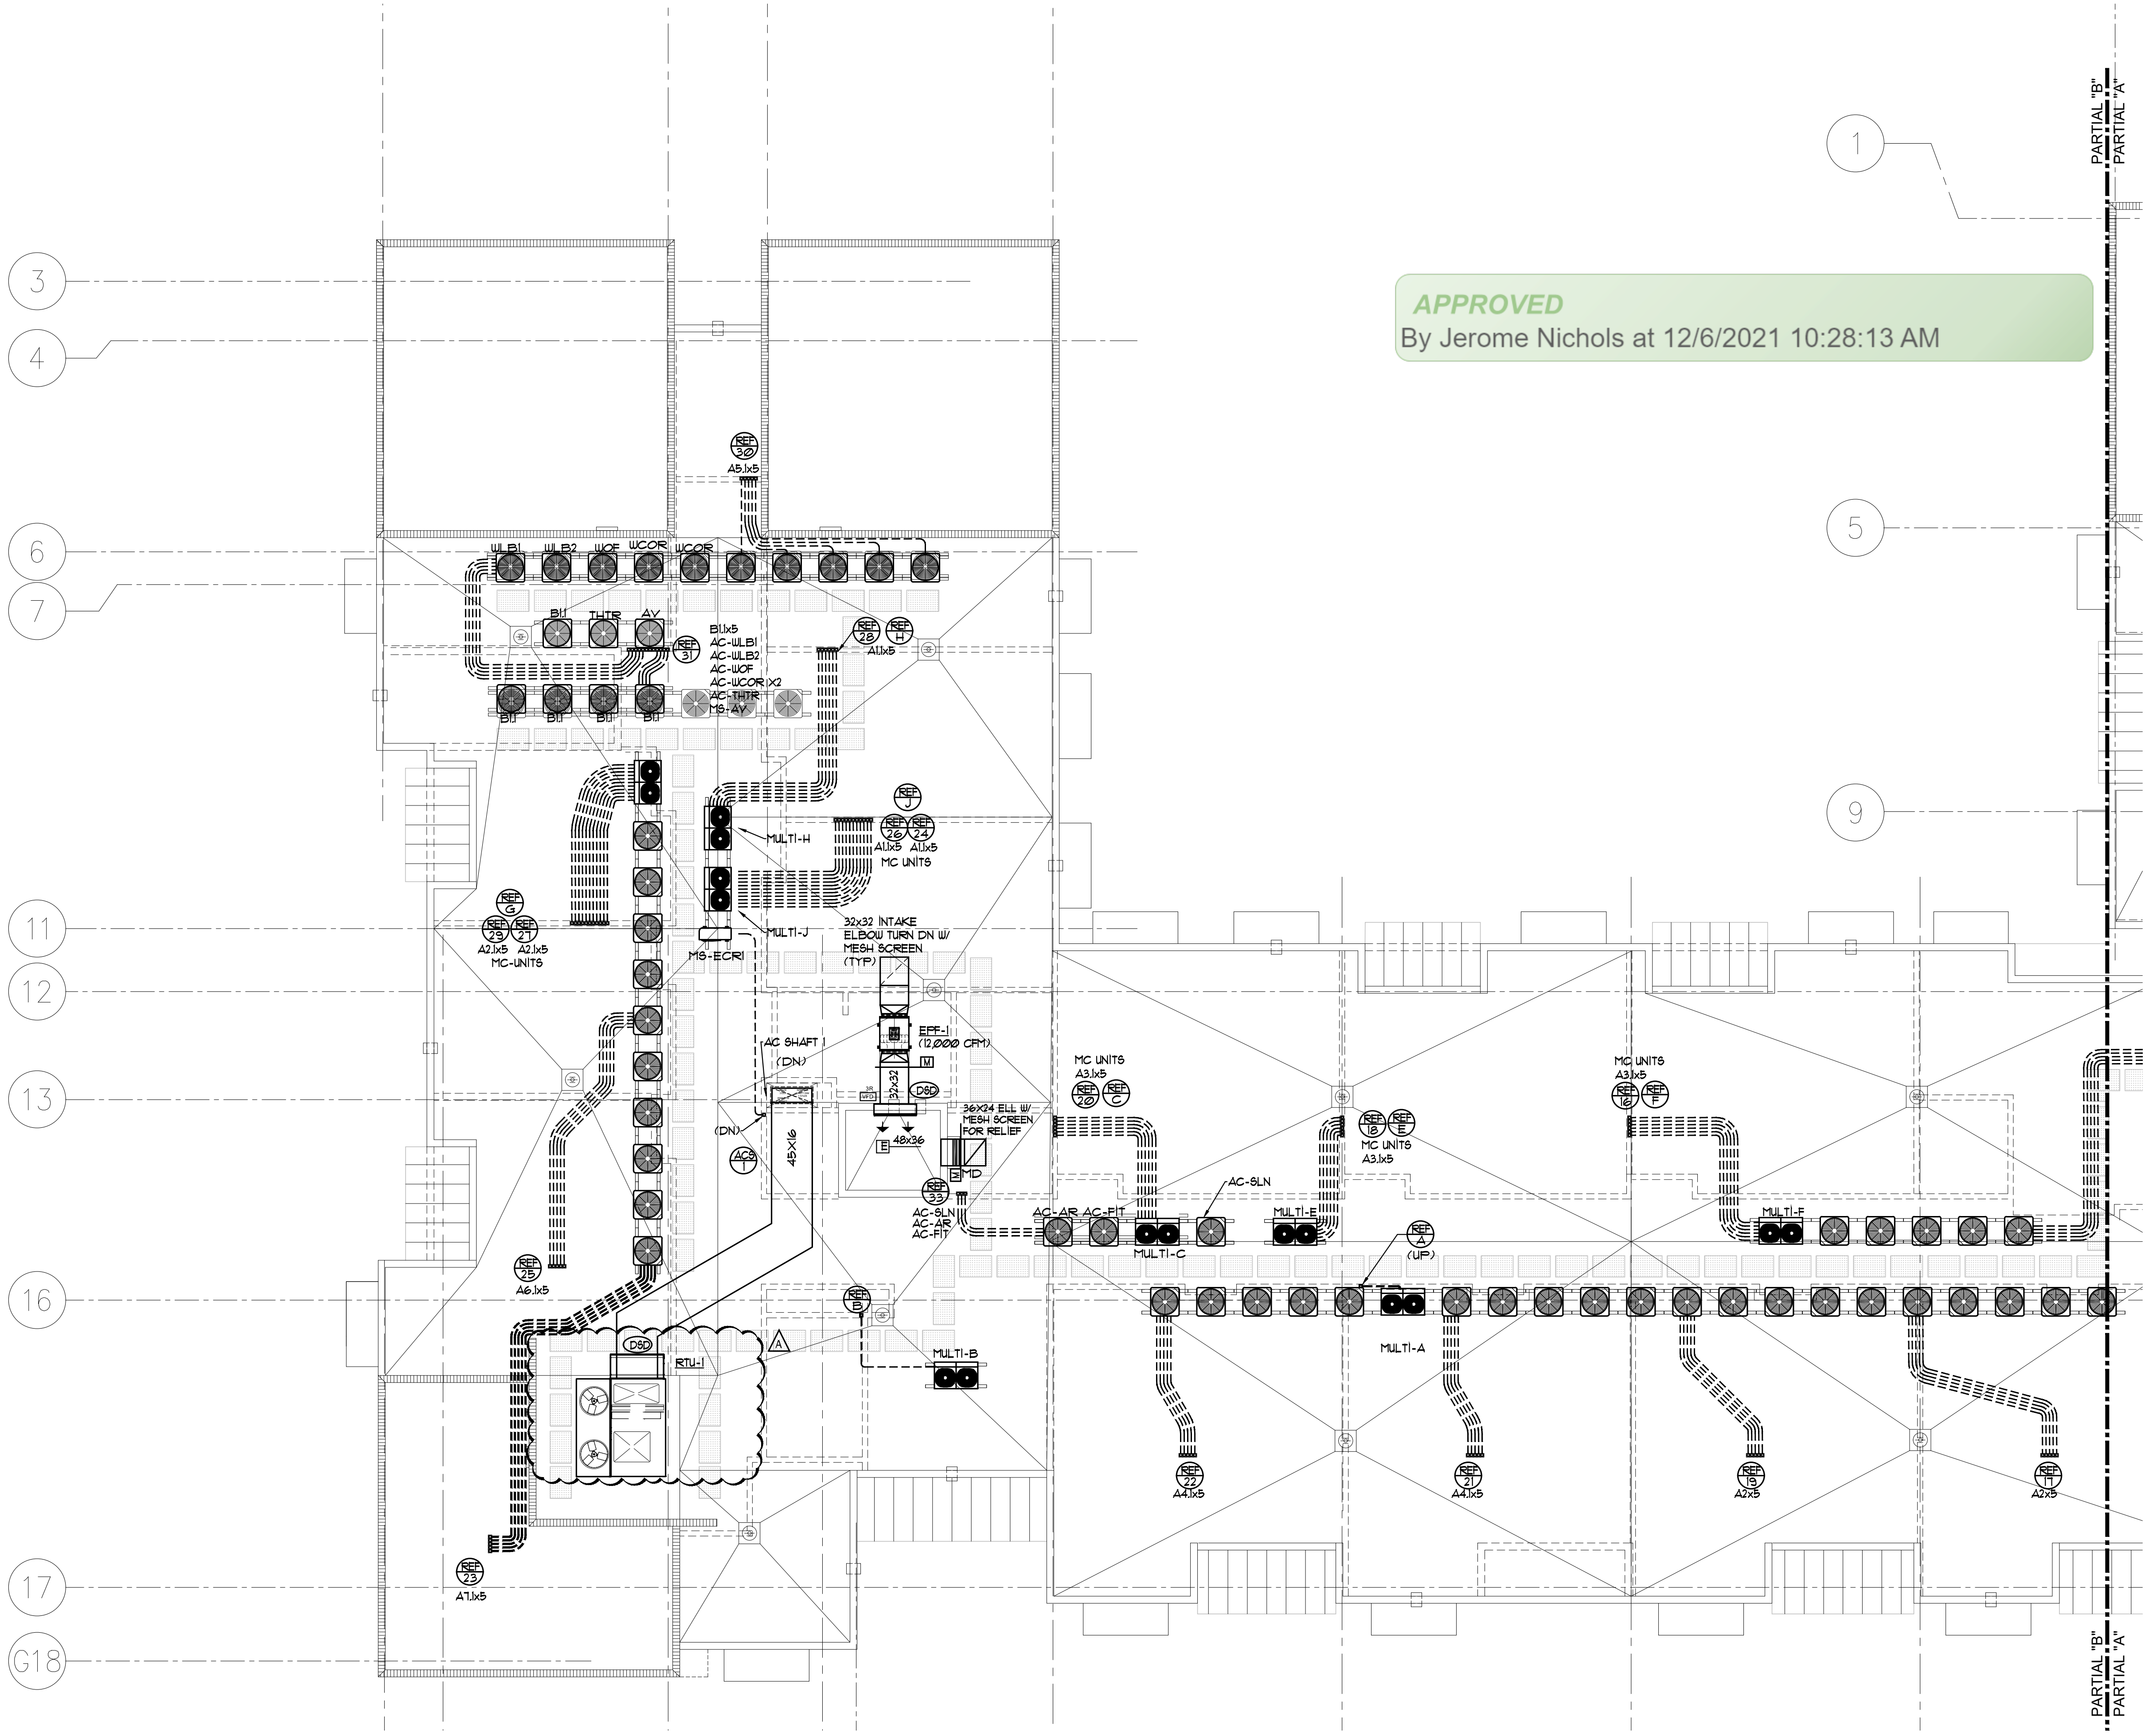 PARTIAL "B"
PARTIAL "A"
1
3
APPROVED
By Jerome Nichols at 12/6/2021 10:28:13 AM
4
REF
30
A5.1x5
5
6
WLB1
WLB2
WOF
WCOR
WCOR
7
B1.1
THTR
AV
REF
31
B1.1x5
AC-WLB1
AC-WLB2
AC-WOF
AC-WCOR X2
AC-THTR
MS-AV
REF
28
REF
H
A1.1x5
B1.1
B1.1
B1.1
B1.1
REF
J
REF
26
REF
24
A1.1x5
A1.1x5
MC UNITS
MULTI-H
9
REF
G
REF
29
REF
27
A2.1x5
A2.1x5
MC-UNITS
11
MULTI-J
MS-ECR1
32x32 INTAKE
ELBOW TURN DN W/
MESH SCREEN
(TYP)
12
EPF-1
(12,000 CFM)
AC SHAFT 1
(DN)
M
32x32
DSD
3R
VFD
13
36X24 ELL W/
MESH SCREEN
FOR RELIEF
(DN)
E
48x36
45X16
ACS
1
M
MD
MC UNITS
A3.1x5
REF
20
REF
C
REF
18
REF
E
MC UNITS
A3.1x5
MC UNITS
A3.1x5
REF
16
REF
F
REF
33
AC-SLN
AC-AR
AC-FIT
AC-AR
AC-FIT
AC-SLN
MULTI-C
MULTI-E
REF
A
(UP)
MULTI-F
REF
25
A6.1x5
16
REF
B
MULTI-B
MULTI-A
DSD
RTU-1
A
REF
22
A4.1x5
REF
21
A4.1x5
REF
19
A2x5
REF
17
A2x5
REF
23
A7.1x5
17
G18
PARTIAL "B"
PARTIAL "A"